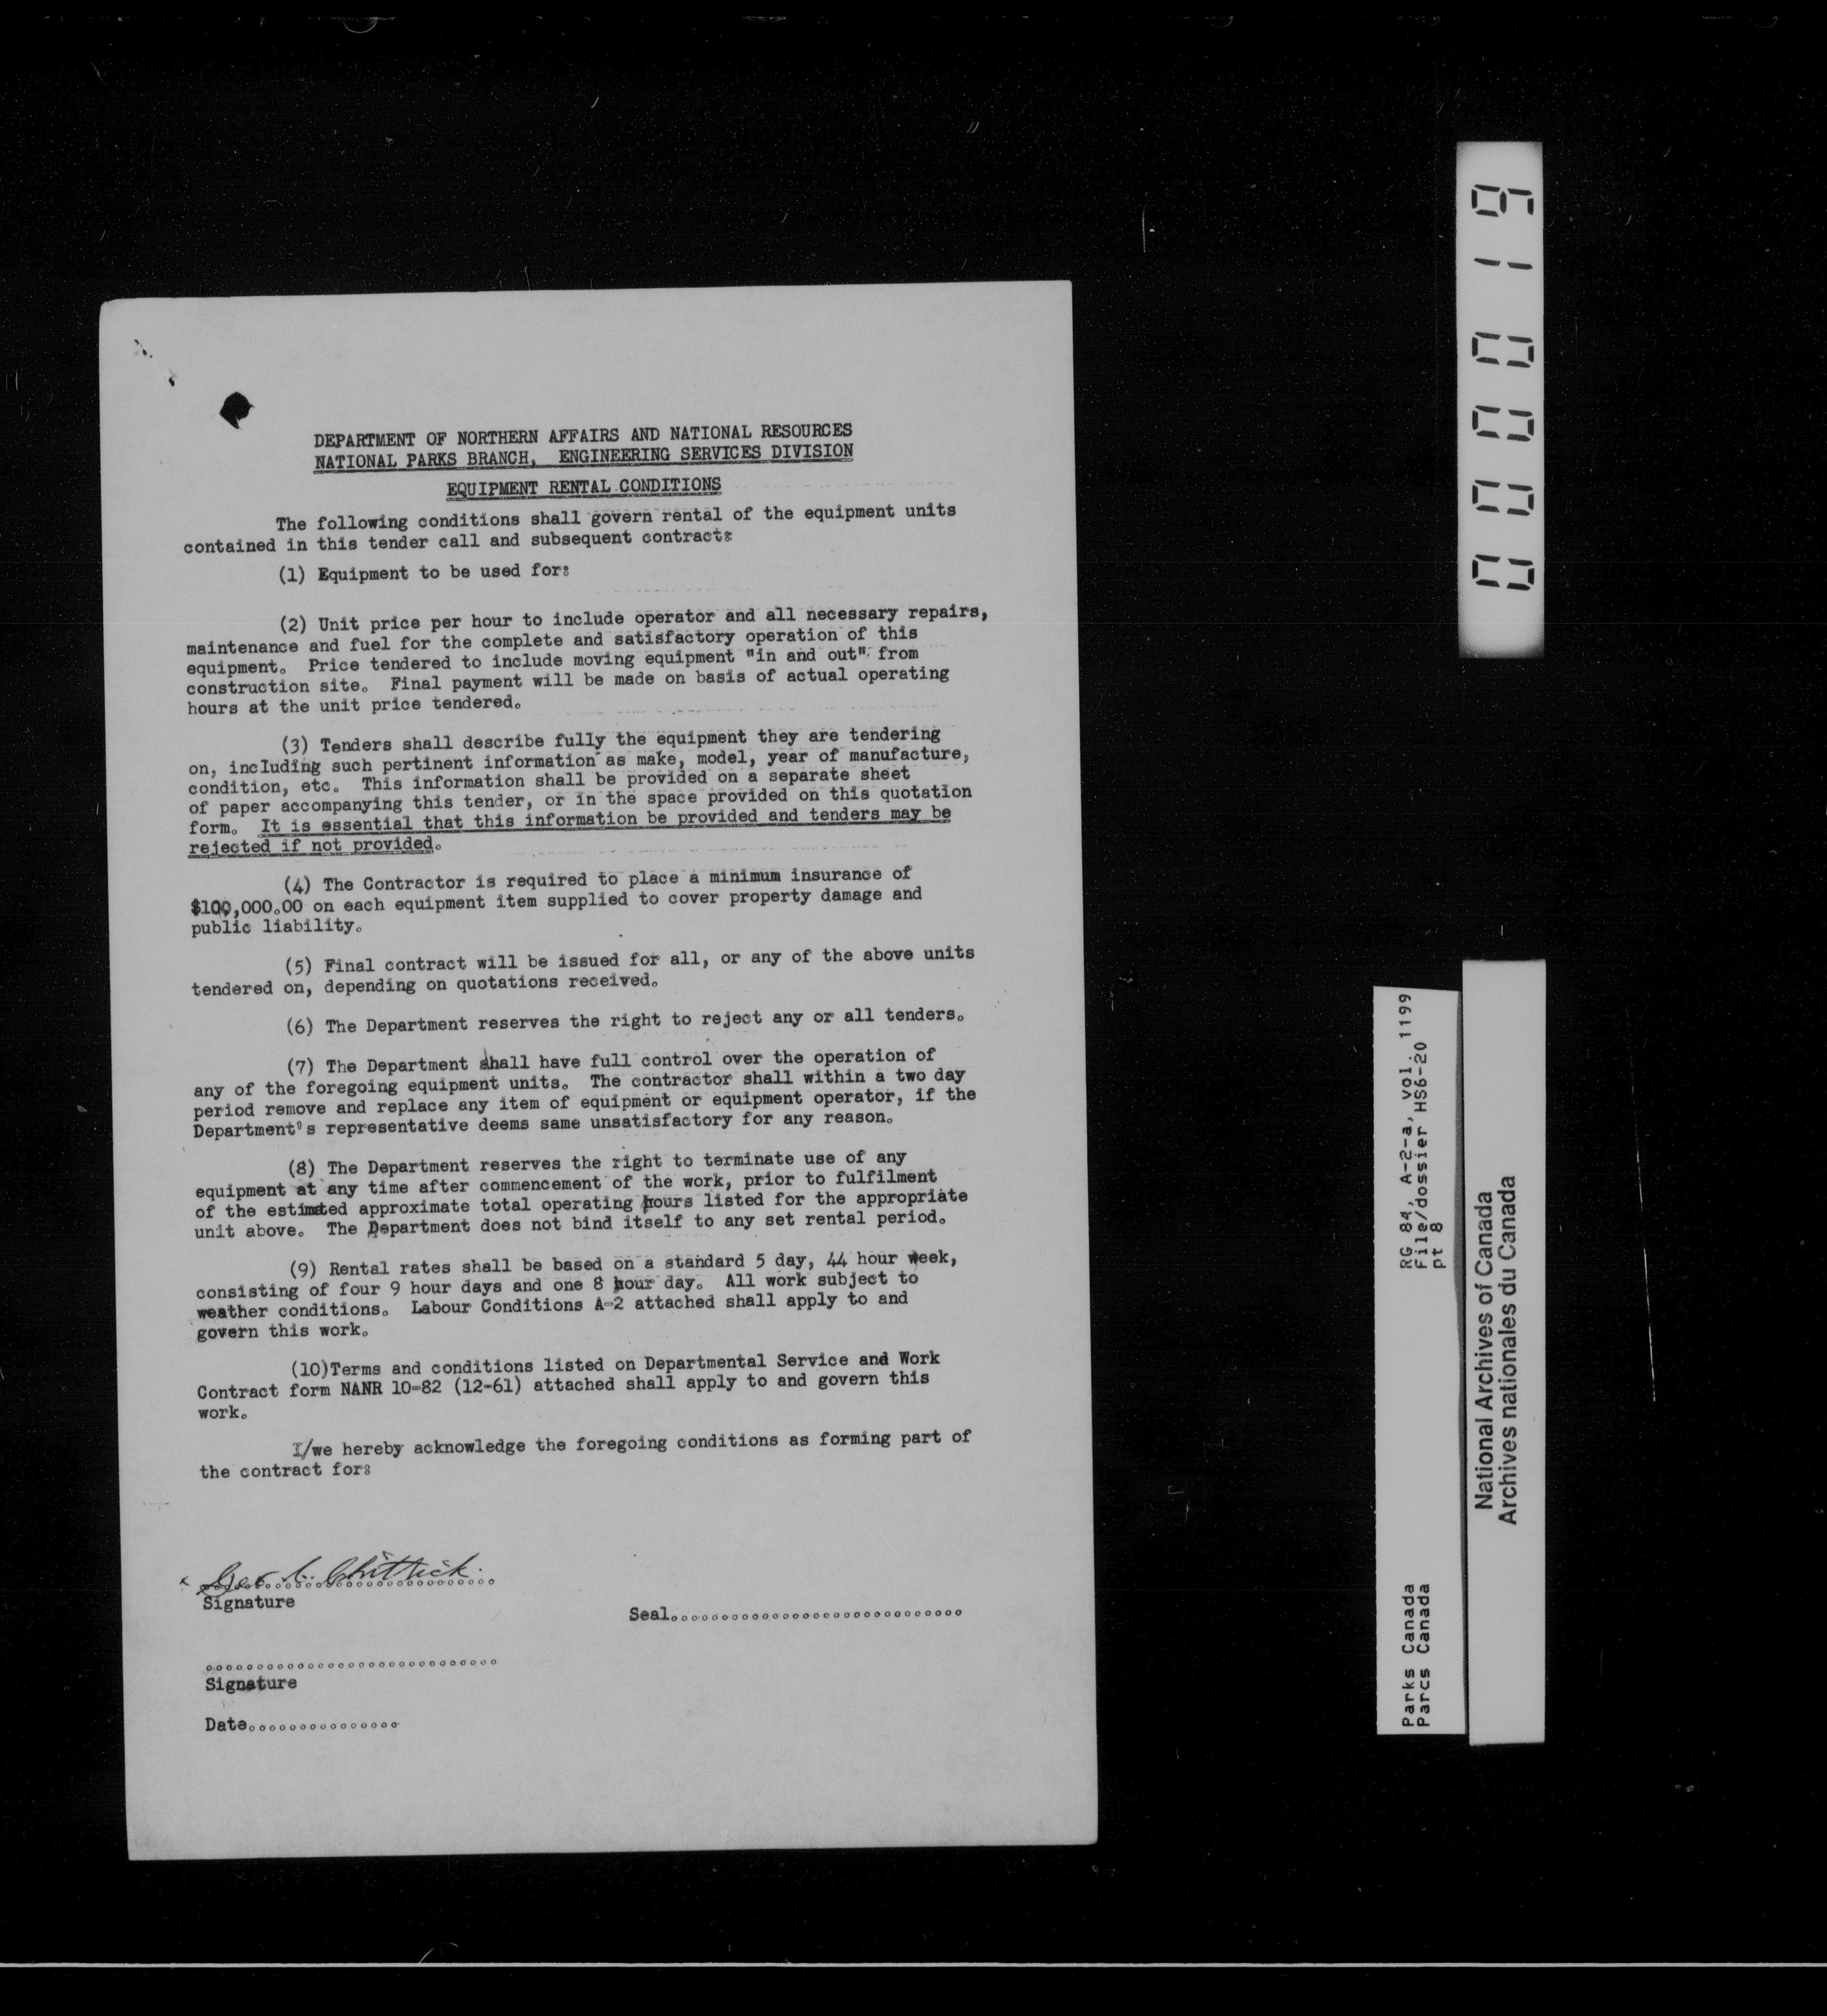 DEPARTMENT OF NORTHERN AFFAIRS AND NATIONAL RESOURCES
NATIONAL PARKS BRANCH, ENGINEERING SERVICES DIVISION
EQUIPMENT RENTAL CONDITIONS
The following conditions shall govern rental of the equipment units
contained in this tender call and subsequent contract:
(1) Equipment to be used for:
(2) Unit price per hour to include operator and all necessary repairs,
maintenance and fuel for the complete and satisfactory operation of this
equipment. Price tendered to include moving equipment "in and out" from
construction site. Final payment will be made on basis of actual operating
hours at the unit price tendered.
(3) Tenders shall describe fully the equipment they are tendering
on, including such pertinent information as make, model, year of manufacture,
condition, etc. This information shall be provided on a separate sheet
of paper accompanying this tender, or in the space provided on this quotation
form. It is essential that this information be provided and tenders may be
rejected if not provided.
(4) The Contractor is required to place a minimum insurance of
$100,000.00 on each equipment item supplied to cover property damage and
public liability.
(5) Final contract will be issued for all, or any of the above units
tendered on, depending on quotations received.
(6) The Department reserves the right to reject any or all tenders.
(7) The Department shall have full control over the operation of
any of the foregoing equipment units. The contractor shall within a two day
period remove and replace any item of equipment or equipment operator, if the
Department's representative deems same unsatisfactory for any reason.
(8) The Department reserves the right to terminate use of any
equipment at any time after commencement of the work, prior to fulfilment
of the estimated approximate total operating hours listed for the appropriate
unit above. The Department does not bind itself to any set rental period.
(9) Rental rates shall be based on a standard 5 day, 44 hour week,
consisting of four 9 hour days and one 8 hour day. All work subject to
weather conditions. Labour Conditions A-2 attached shall apply to and
govern this work.
(10)Terms and conditions listed on Departmental Service and Work
Contract form NANR 10-82 (12-61) attached shall apply to and govern this
work.
I/we hereby acknowledge the foregoing conditions as forming part of
the contract for:
Chittick.
Signature
Seal.............................
.............................
Signature
Date...............
000019
RG 84, A-2-a, vol. 1199
File/dossier HS6-20
pt 8
Parks Canada
Parcs Canada
National Archives of Canada
Archives nationales du Canada